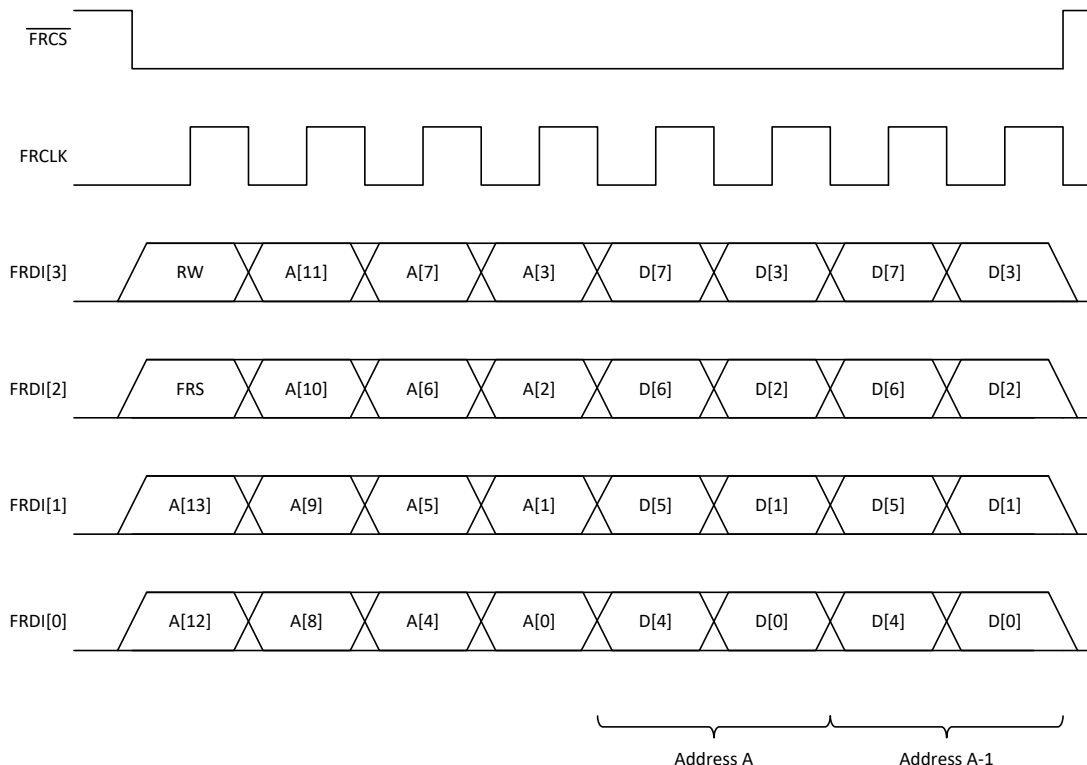 FRCS
FRCLK
FRDI[3] RW A[11] A[7] A[3] D[7] D[3] D[7] D[3]
FRDI[2] FRS A[10] A[6] A[2] D[6] D[2] D[6] D[2]
FRDI[1] A[13] A[9] A[5] A[1] D[5] D[1] D[5] D[1]
FRDI[0] A[12] A[8] A[4] A[0] D[4] D[0] D[4] D[0]
Address A Address A-1